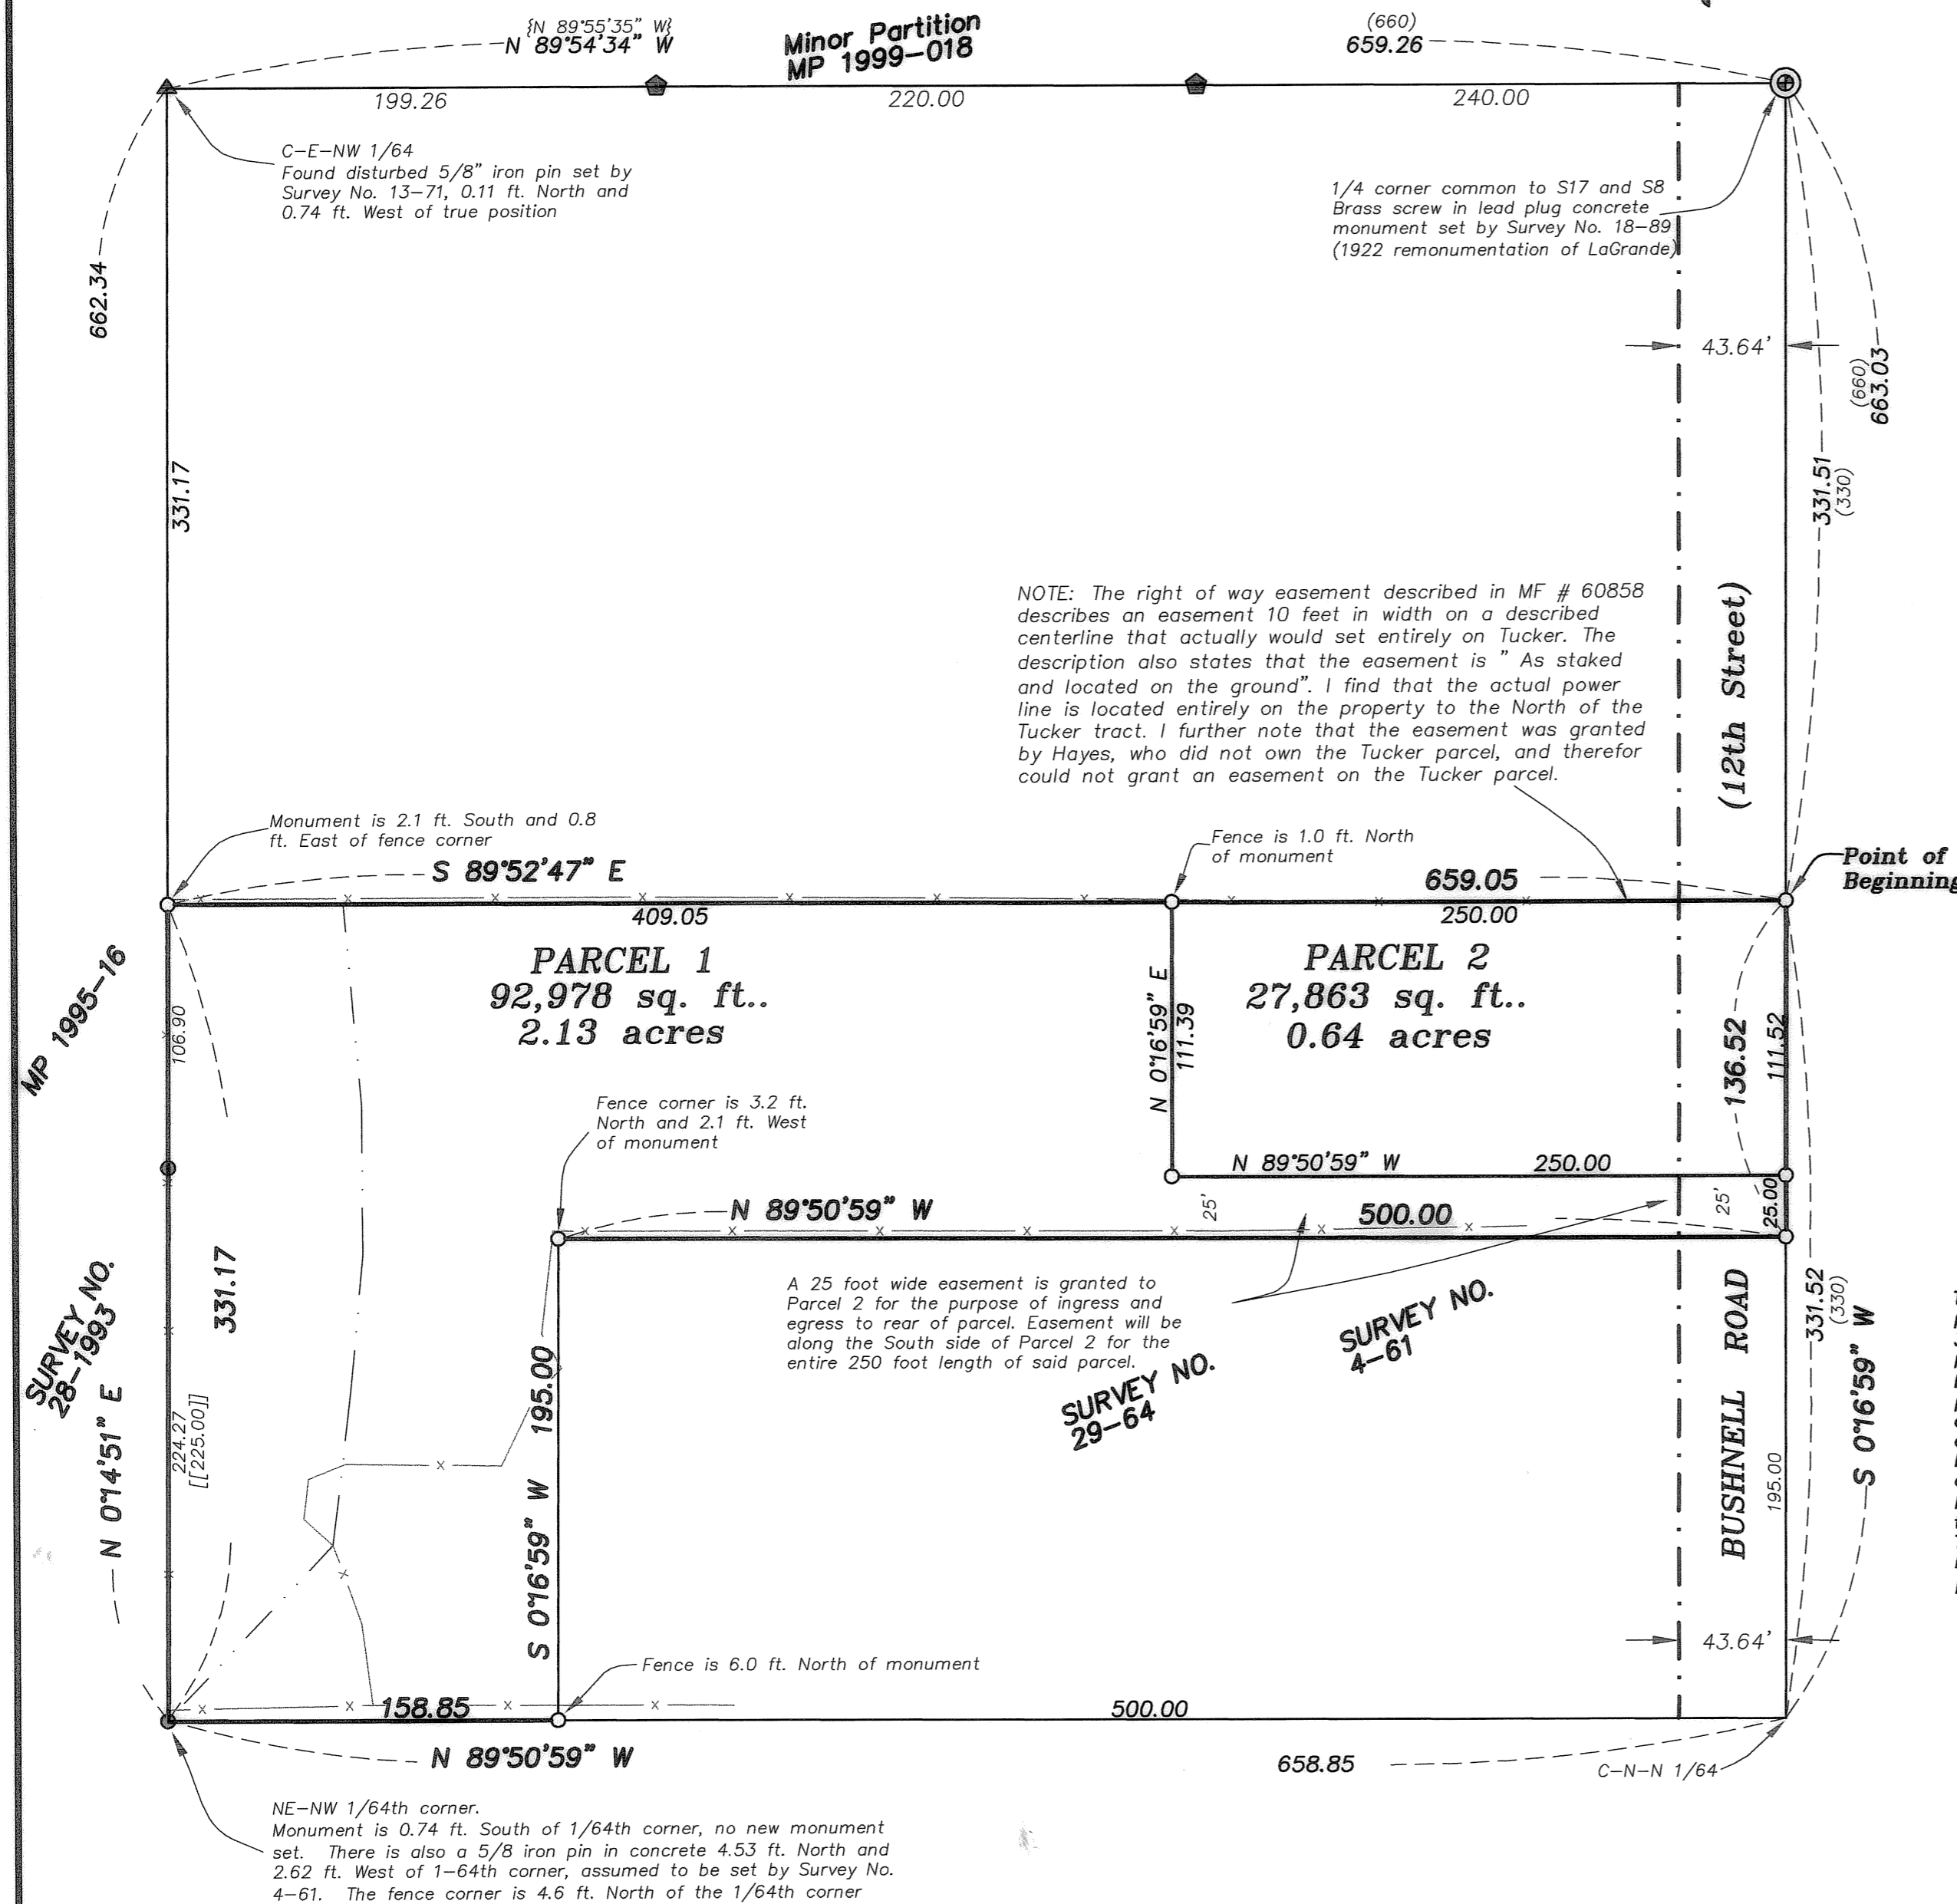 {N 89°55'35" W}
N 89°54'34" W
Minor Partition
MP 1999-018
(660)
659.26
199.26
220.00
240.00
C-E-NW 1/64
Found disturbed 5/8" iron pin set by
Survey No. 13-71, 0.11 ft. North and
0.74 ft. West of true position
1/4 corner common to S17 and S8
Brass screw in lead plug concrete
monument set by Survey No. 18-89
(1922 remonumentation of LaGrande)
662.34
43.64'
(660)
663.03
331.17
331.51
(330)
NOTE: The right of way easement described in MF # 60858
describes an easement 10 feet in width on a described
centerline that actually would set entirely on Tucker. The
description also states that the easement is " As staked
and located on the ground". I find that the actual power
line is located entirely on the property to the North of the
Tucker tract. I further note that the easement was granted
by Hayes, who did not own the Tucker parcel, and therefor
could not grant an easement on the Tucker parcel.
(12th Street)
Monument is 2.1 ft. South and 0.8
ft. East of fence corner
S 89°52'47" E
Fence is 1.0 ft. North
of monument
659.05
Point of
Beginning
409.05
250.00
PARCEL 1
92,978 sq. ft..
2.13 acres
PARCEL 2
27,863 sq. ft..
0.64 acres
MP 1995-16
106.90
N 0°16'59" E
111.39
136.52
111.52
Fence corner is 3.2 ft.
North and 2.1 ft. West
of monument
N 89°50'59" W
250.00
N 89°50'59" W
25'
500.00
25'
25.00
A 25 foot wide easement is granted to
Parcel 2 for the purpose of ingress and
egress to rear of parcel. Easement will be
along the South side of Parcel 2 for the
entire 250 foot length of said parcel.
SURVEY NO.
4-61
SURVEY NO.
29-64
SURVEY NO.
28-1993
331.17
N 0°14'51" E
224.27
[[225.00]]
195.00
S 0°16'59" W
BUSHNELL ROAD
195.00
331.52
(330)
S 0°16'59" W
43.64'
Fence is 6.0 ft. North of monument
158.85
500.00
N 89°50'59" W
658.85
C-N-N 1/64
NE-NW 1/64th corner.
Monument is 0.74 ft. South of 1/64th corner, no new monument
set. There is also a 5/8 iron pin in concrete 4.53 ft. North and
2.62 ft. West of 1-64th corner, assumed to be set by Survey No.
4-61. The fence corner is 4.6 ft. North of the 1/64th corner